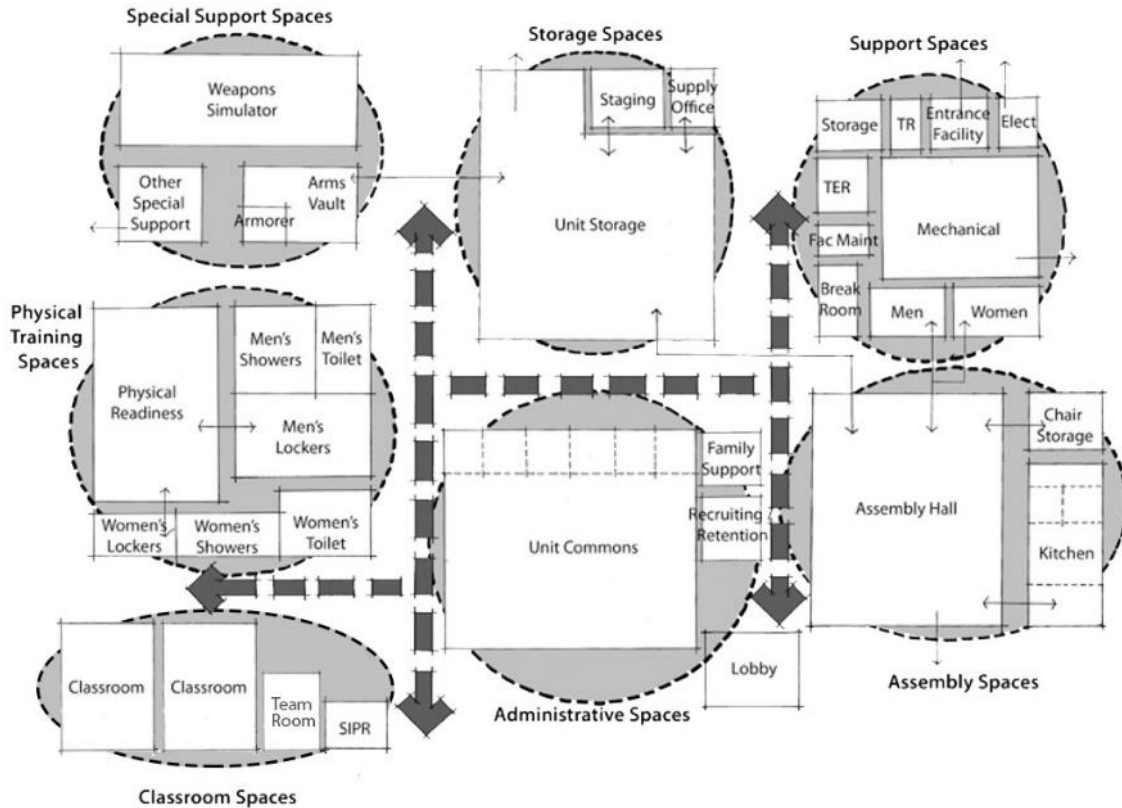 Special Support Spaces
Weapons
Simulator
Other
Special
Support
Arms
Vault
Armorer
Storage Spaces
Staging
Supply
Office
Unit Storage
Support Spaces
Storage
TR
Entrance
Facility
Elect
TER
Fac Maint
Mechanical
Break
Room
Men
Women
Physical
Training
Spaces
Men's
Showers
Men's
Toilet
Physical
Readiness
Men's
Lockers
Women's
Lockers
Women's
Showers
Women's
Toilet
Family
Support
Recruiting
Retention
Unit Commons
Lobby
Administrative Spaces
Chair
Storage
Assembly Hall
Kitchen
Assembly Spaces
Classroom
Classroom
Team
Room
SIPR
Classroom Spaces